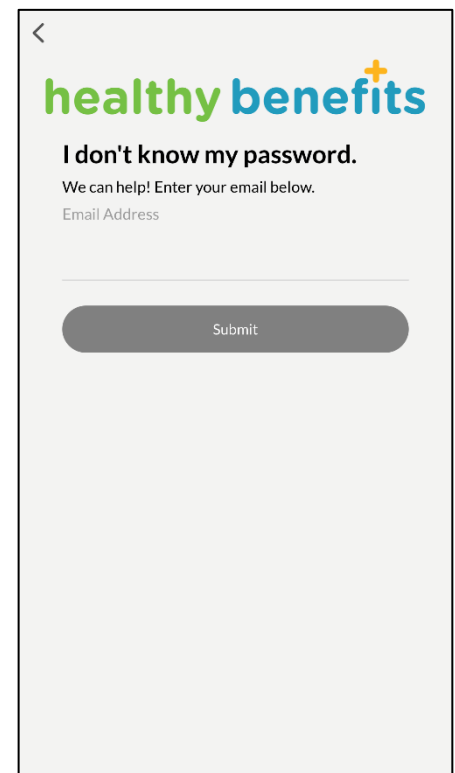 healthy benefits+
I don't know my password.
We can help! Enter your email below.
Email Address
Submit